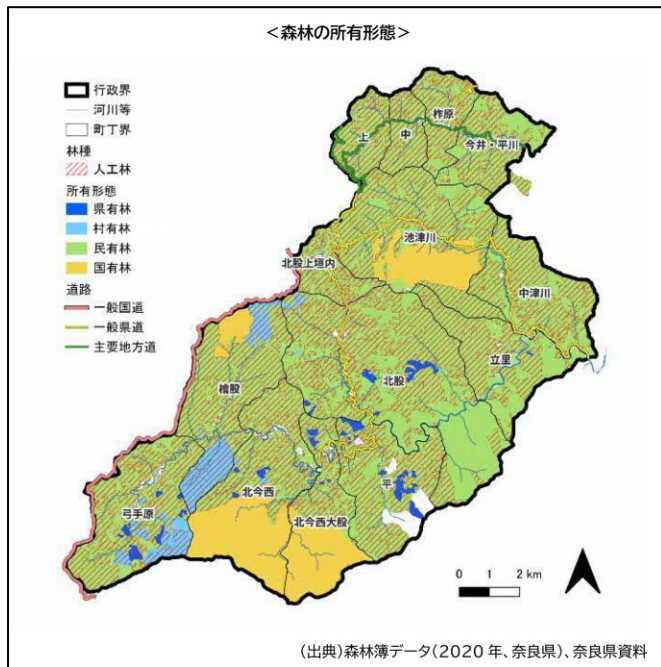 <森林の所有形態>
行政界
河川等
町丁界
林種
人工林
所有形態
県有林
村有林
民有林
国有林
道路
一般国道
一般県道
主要地方道
柞原
上
中
今井・平川
池津川
北股上垣内
中津川
立里
檜股
北股
平
北今西
弓手原
北今西大股
0 1 2 km
(出典)森林簿データ(2020年、奈良県)、奈良県資料